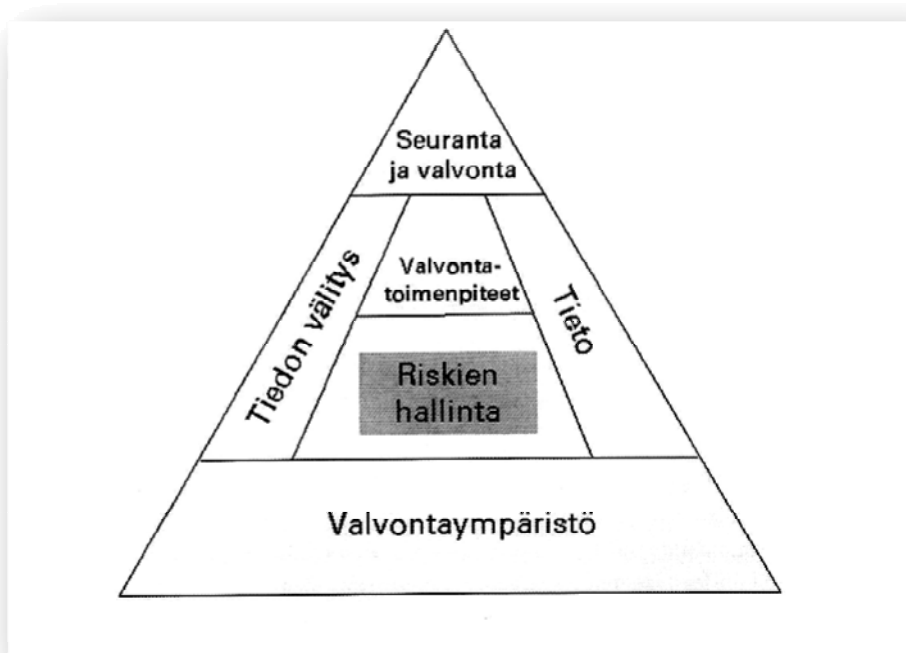 Seuranta
ja valvonta
Tiedon välitys
Valvonta-
toimenpiteet
Tieto
Riskien
hallinta
Valvontaympäristö